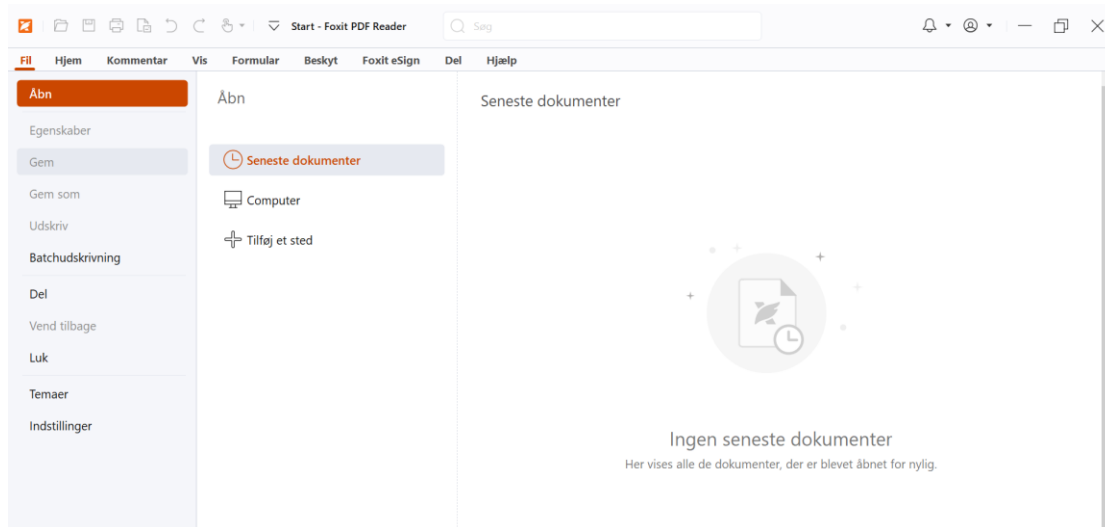 Start - Foxit PDF Reader
Søg
Fil Hjem Kommentar Vis Formular Beskyt Foxit eSign Del Hjælp
Åbn
Egenskaber
Gem
Gem som
Udskriv
Batchudskrivning
Del
Vend tilbage
Luk
Temaer
Indstillinger
Åbn
Seneste dokumenter
Computer
Tilføj et sted
Seneste dokumenter
Ingen seneste dokumenter
Her vises alle de dokumenter, der er blevet åbnet for nylig.